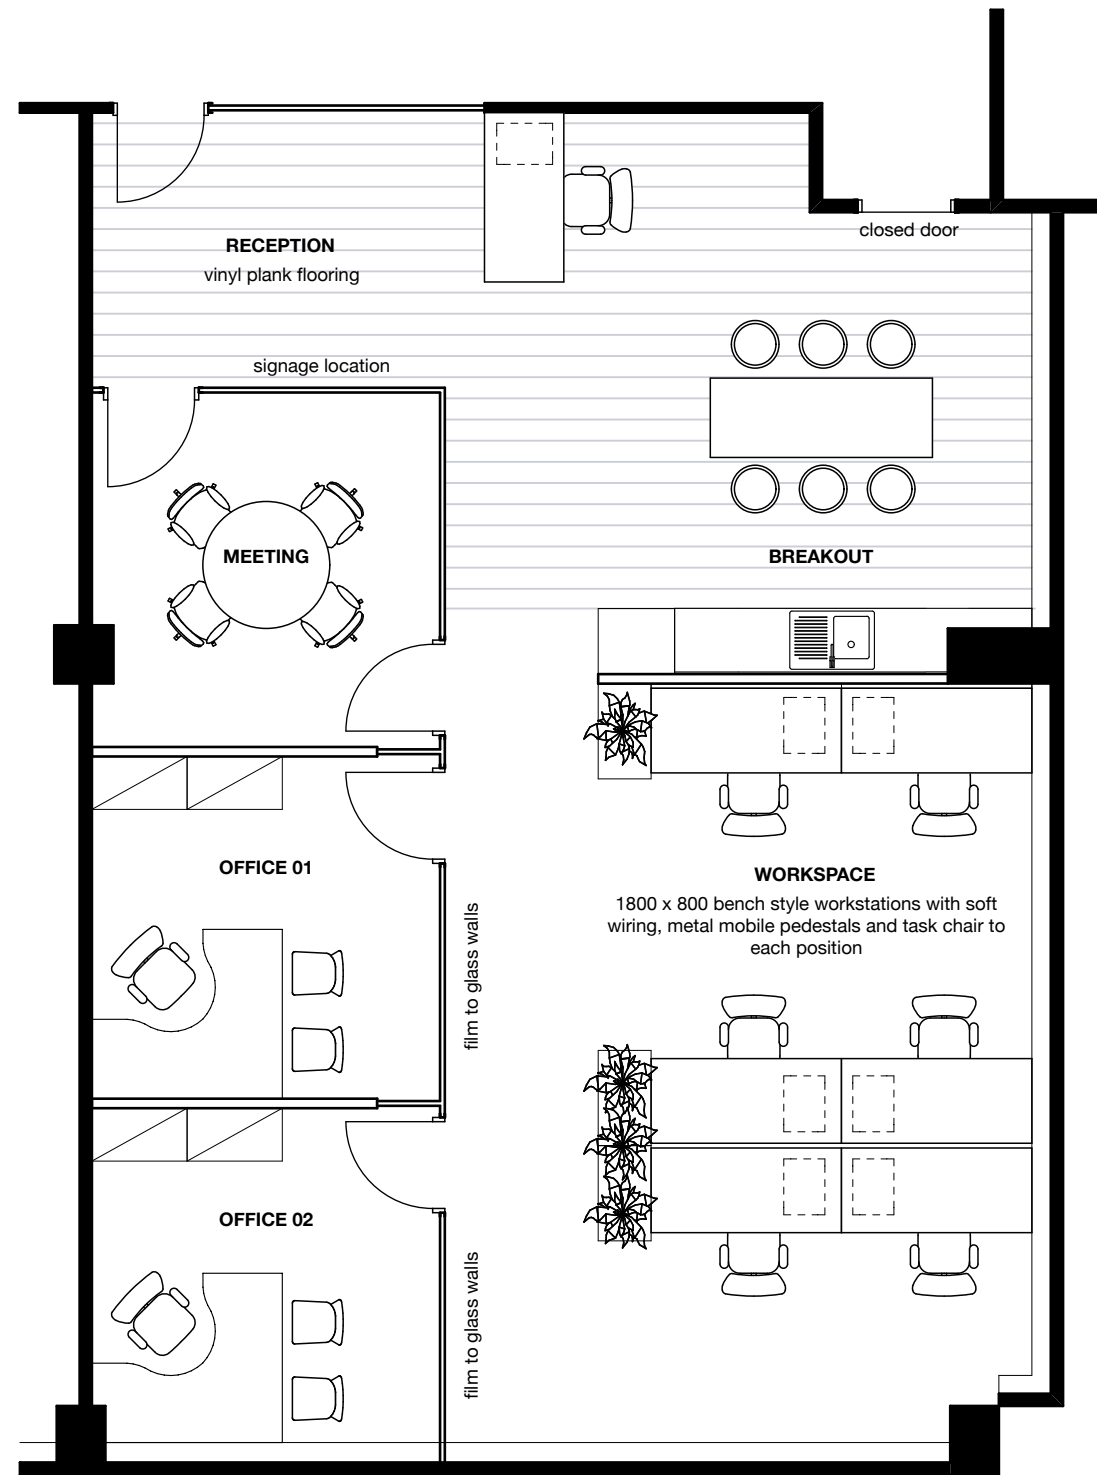 closed door
RECEPTION
vinyl plank flooring
signage location
MEETING
BREAKOUT
OFFICE 01
WORKSPACE
1800 x 800 bench style workstations with soft
wiring, metal mobile pedestals and task chair to
each position
film to glass walls
OFFICE 02
film to glass walls